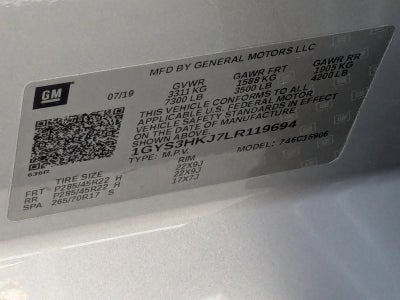 MFD BY GENERAL MOTORS LLC
GM 07/19 GVWR GAWR FRT GAWR RR
3311 KG 1588 KG 1905 KG
7300 LB 3500 LB 4200 LB
THIS VEHICLE CONFORMS TO ALL
APPLICABLE U.S. FEDERAL MOTOR
VEHICLE SAFETY STANDARDS IN EFFECT
ON THE DATE OF MANUFACTURE
SHOWN ABOVE.
1GYS3HKJ7LR119694
TYPE: M.P.V. MODEL:
TIRE SIZE RIM
FRT P285/45R22 H 22X9J
RR P285/45R22 H 22X9J
SPA 265/70R17 S 17X7J